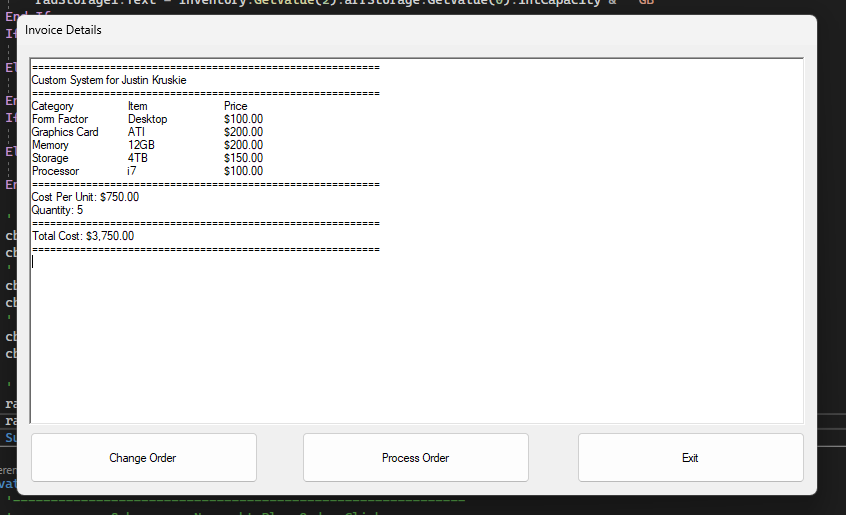 radStorage1.Text = Inventory.GetValue(2).arrStorage.GetValue(0).intCapacity & " GB"
End If
Invoice Details
==========================================================
Custom System for Justin Kruskie
==========================================================
Category Item Price
Form Factor Desktop $100.00
Graphics Card ATI $200.00
Memory 12GB $200.00
Storage 4TB $150.00
Processor i7 $100.00
==========================================================
Cost Per Unit: $750.00
Quantity: 5
==========================================================
Total Cost: $3,750.00
==========================================================
Change Order Process Order Exit